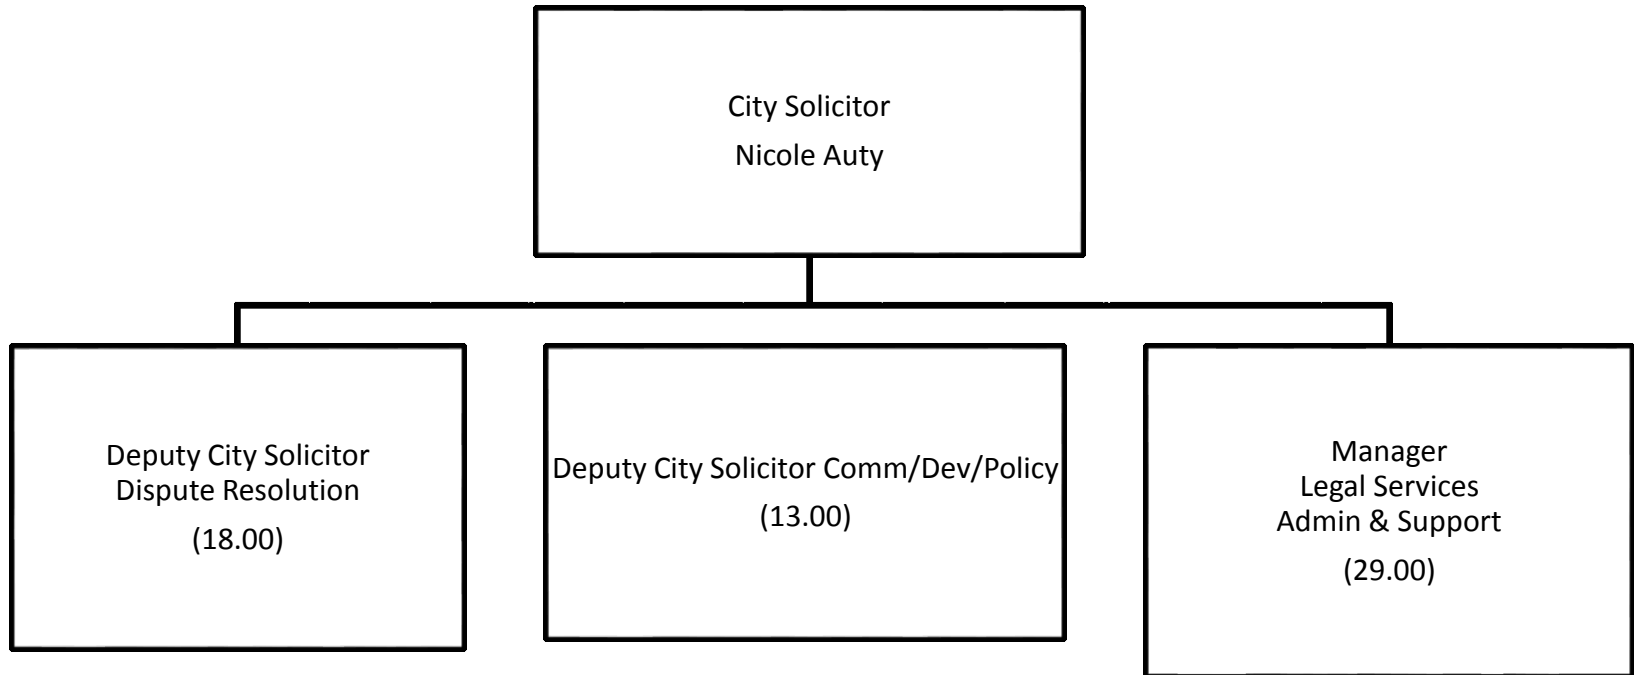 City Solicitor
Nicole Auty
Deputy City Solicitor
Dispute Resolution
(18.00)
Deputy City Solicitor Comm/Dev/Policy
(13.00)
Manager
Legal Services
Admin & Support
(29.00)